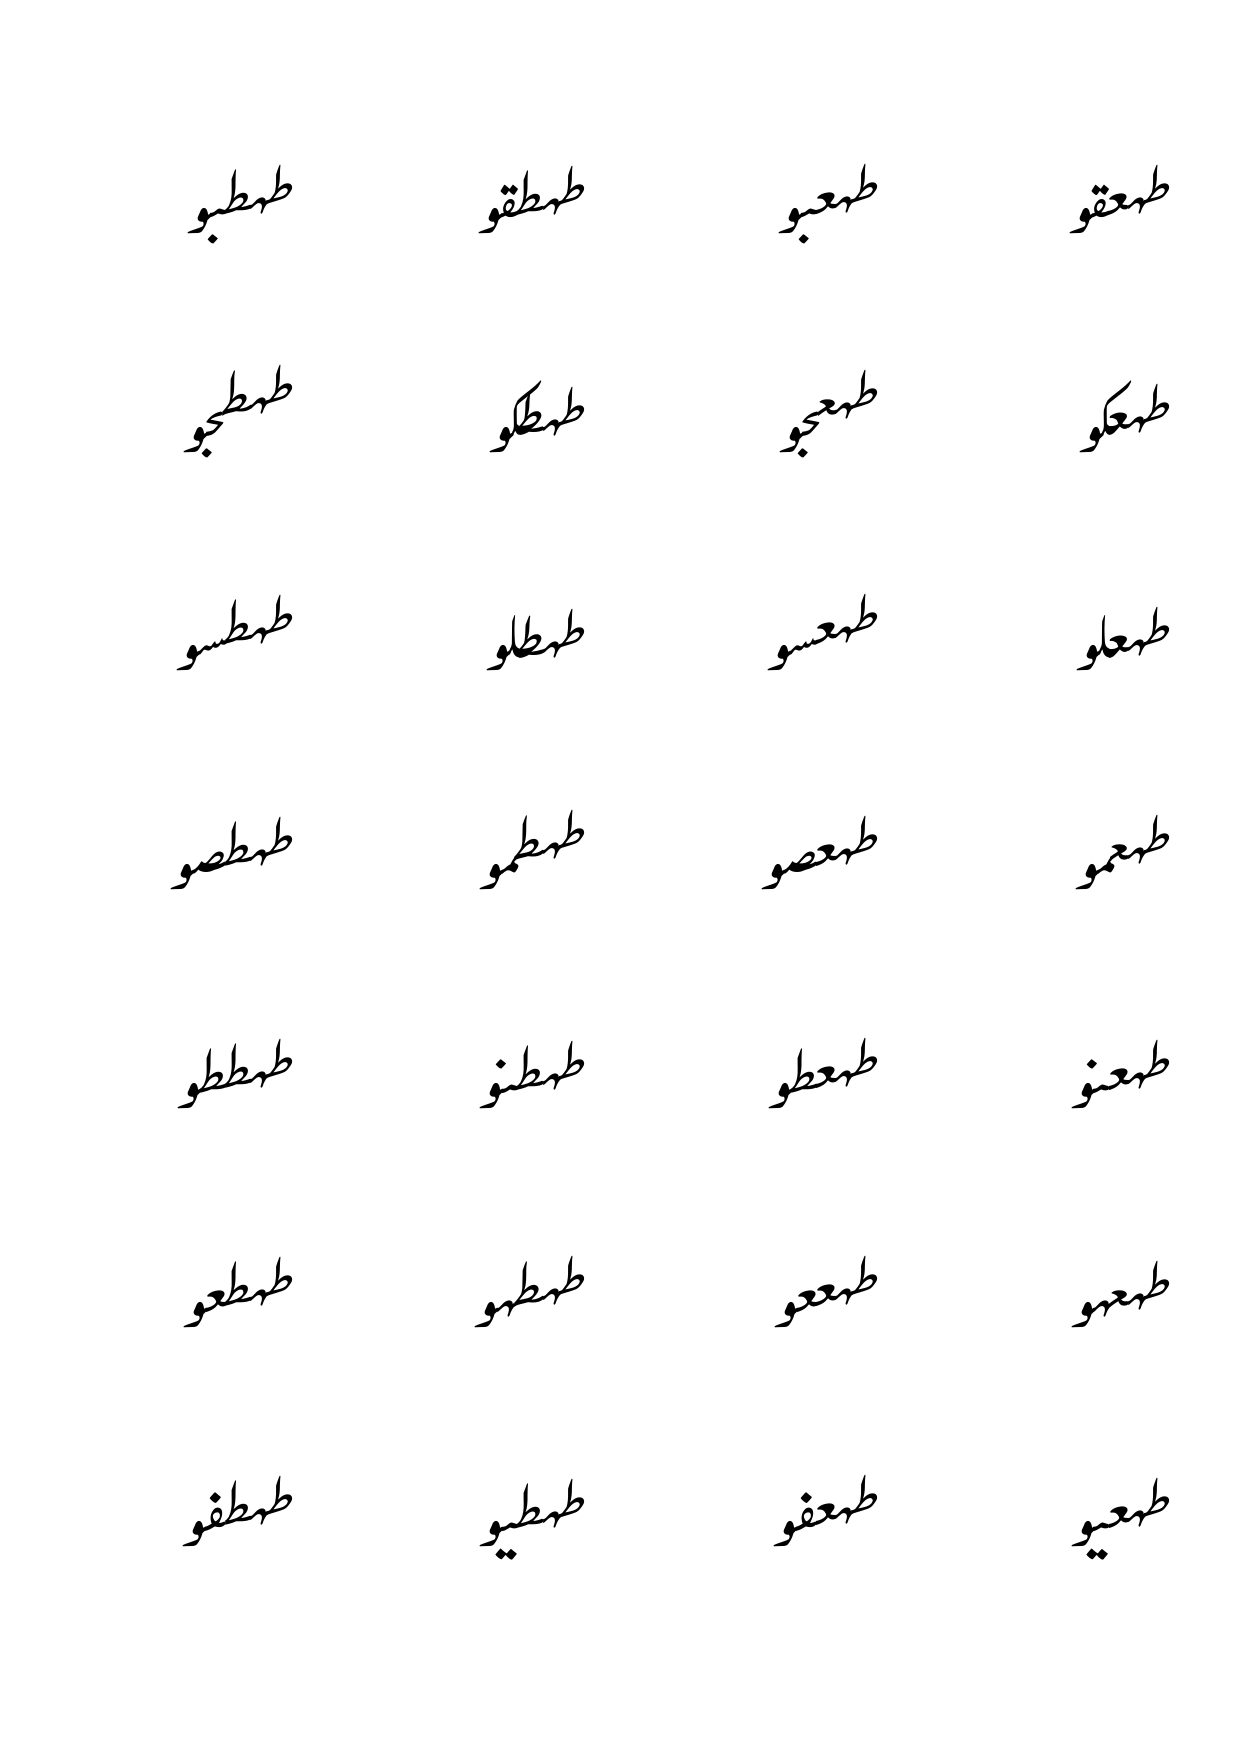 طهعقو طهعبو طهطقو طهطبو
طهعكو طهعجو طهطكو طهطجو
طهعلو طهعسو طهطلو طهطسو
طهعمو طهعصو طهطمو طهطصو
طهعنو طهعطو طهطنو طهططو
طهعهو طهععو طهطهو طهطعو
طهعيو طهعفو طهطيو طهطفو